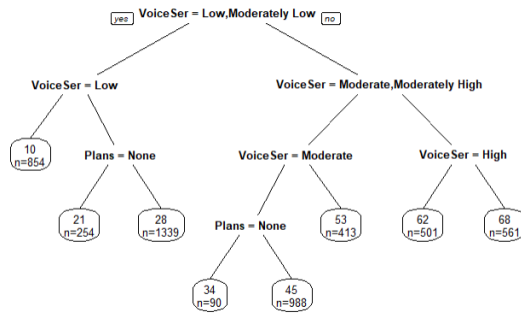 yes VoiceSer = Low,Moderately Low no
VoiceSer = Low
VoiceSer = Moderate,Moderately High
10
n=854
Plans = None
VoiceSer = Moderate
VoiceSer = High
21
n=254
28
n=1339
Plans = None
53
n=413
62
n=501
68
n=561
34
n=90
45
n=988